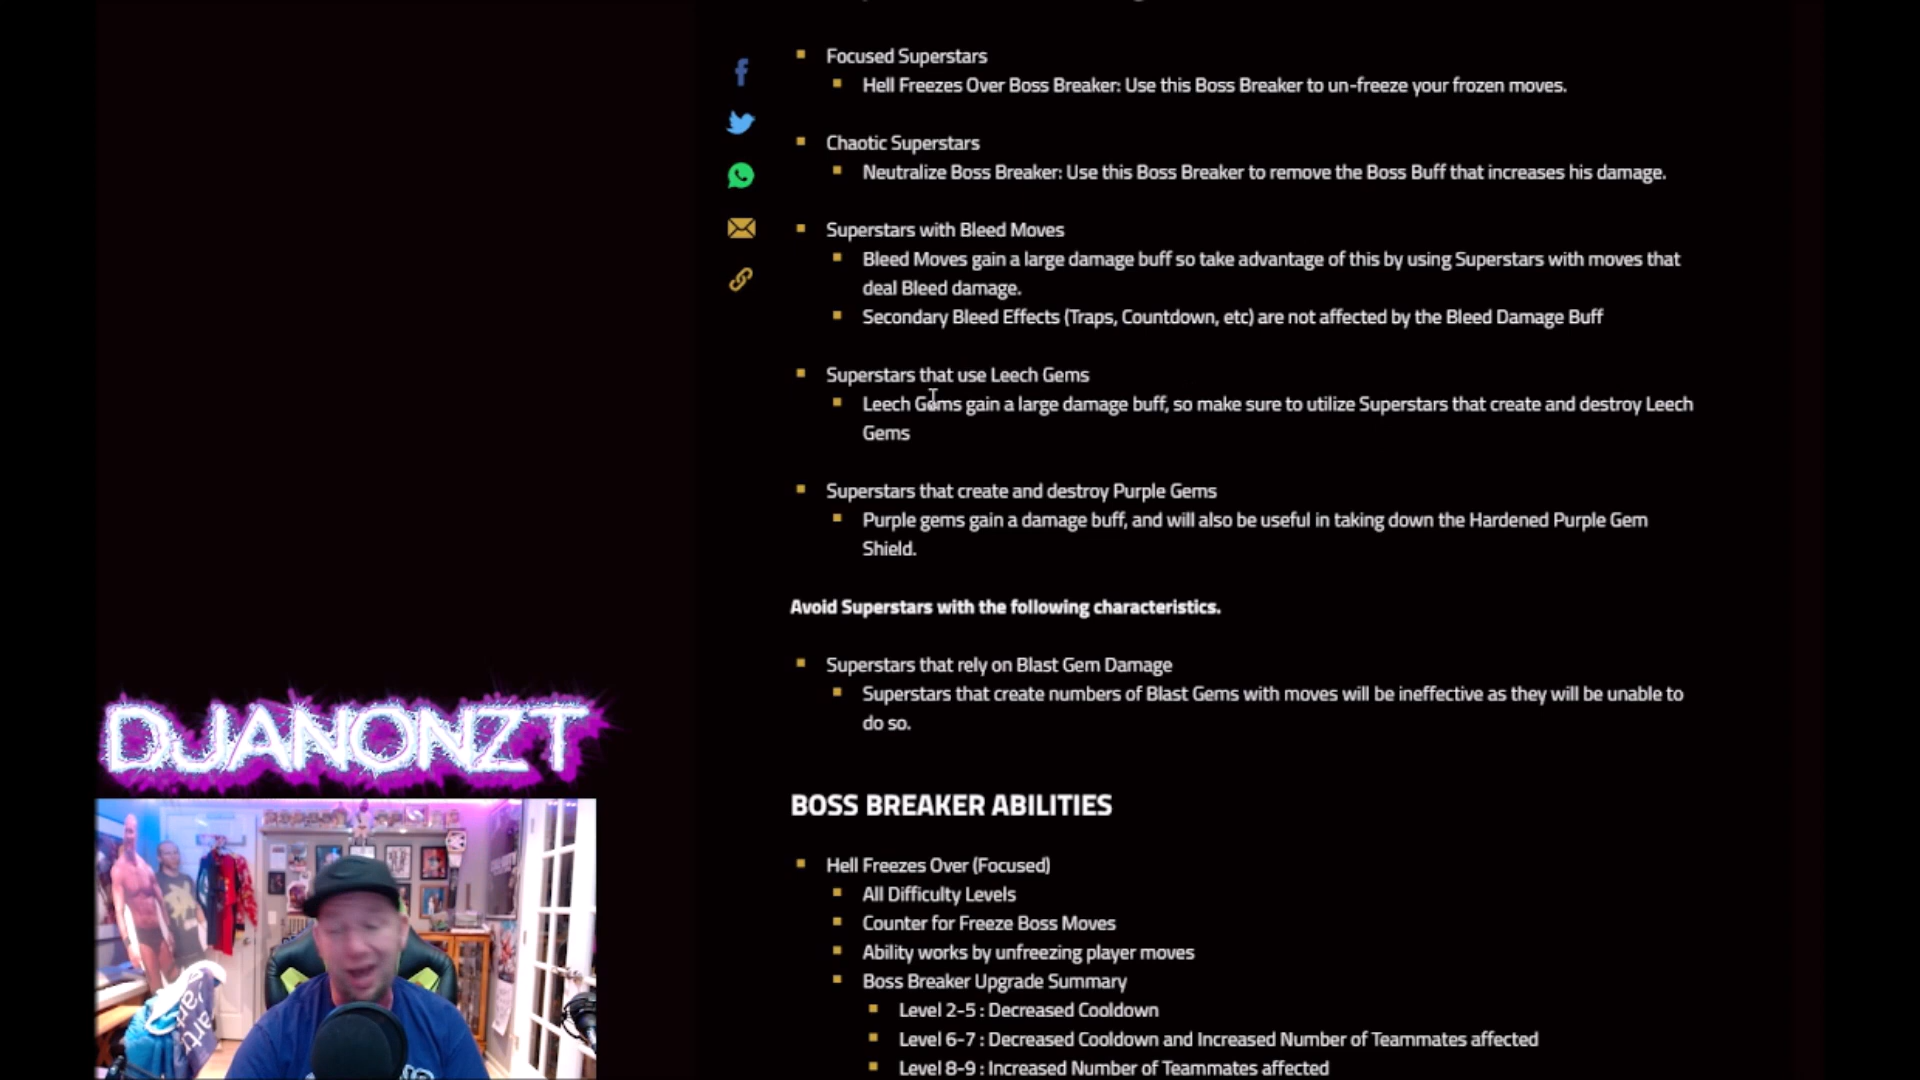 Focused Superstars
Hell Freezes Over Boss Breaker: Use this Boss Breaker to un-freeze your frozen moves.
Chaotic Superstars
Neutralize Boss Breaker: Use this Boss Breaker to remove the Boss Buff that increases his damage.
Superstars with Bleed Moves
Bleed Moves gain a large damage buff so take advantage of this by using Superstars with moves that
deal Bleed damage.
Secondary Bleed Effects (Traps, Countdown, etc) are not affected by the Bleed Damage Buff
Superstars that use Leech Gems
Leech Gems gain a large damage buff, so make sure to utilize Superstars that create and destroy Leech
Gems
Superstars that create and destroy Purple Gems
Purple gems gain a damage buff, and will also be useful in taking down the Hardened Purple Gem
Shield.
Avoid Superstars with the following characteristics.
Superstars that rely on Blast Gem Damage
Superstars that create numbers of Blast Gems with moves will be ineffective as they will be unable to
do so.
BOSS BREAKER ABILITIES
Hell Freezes Over (Focused)
All Difficulty Levels
Counter for Freeze Boss Moves
Ability works by unfreezing player moves
Boss Breaker Upgrade Summary
Level 2-5 : Decreased Cooldown
Level 6-7 : Decreased Cooldown and Increased Number of Teammates affected
Level 8-9 : Increased Number of Teammates affected
DJANONZT